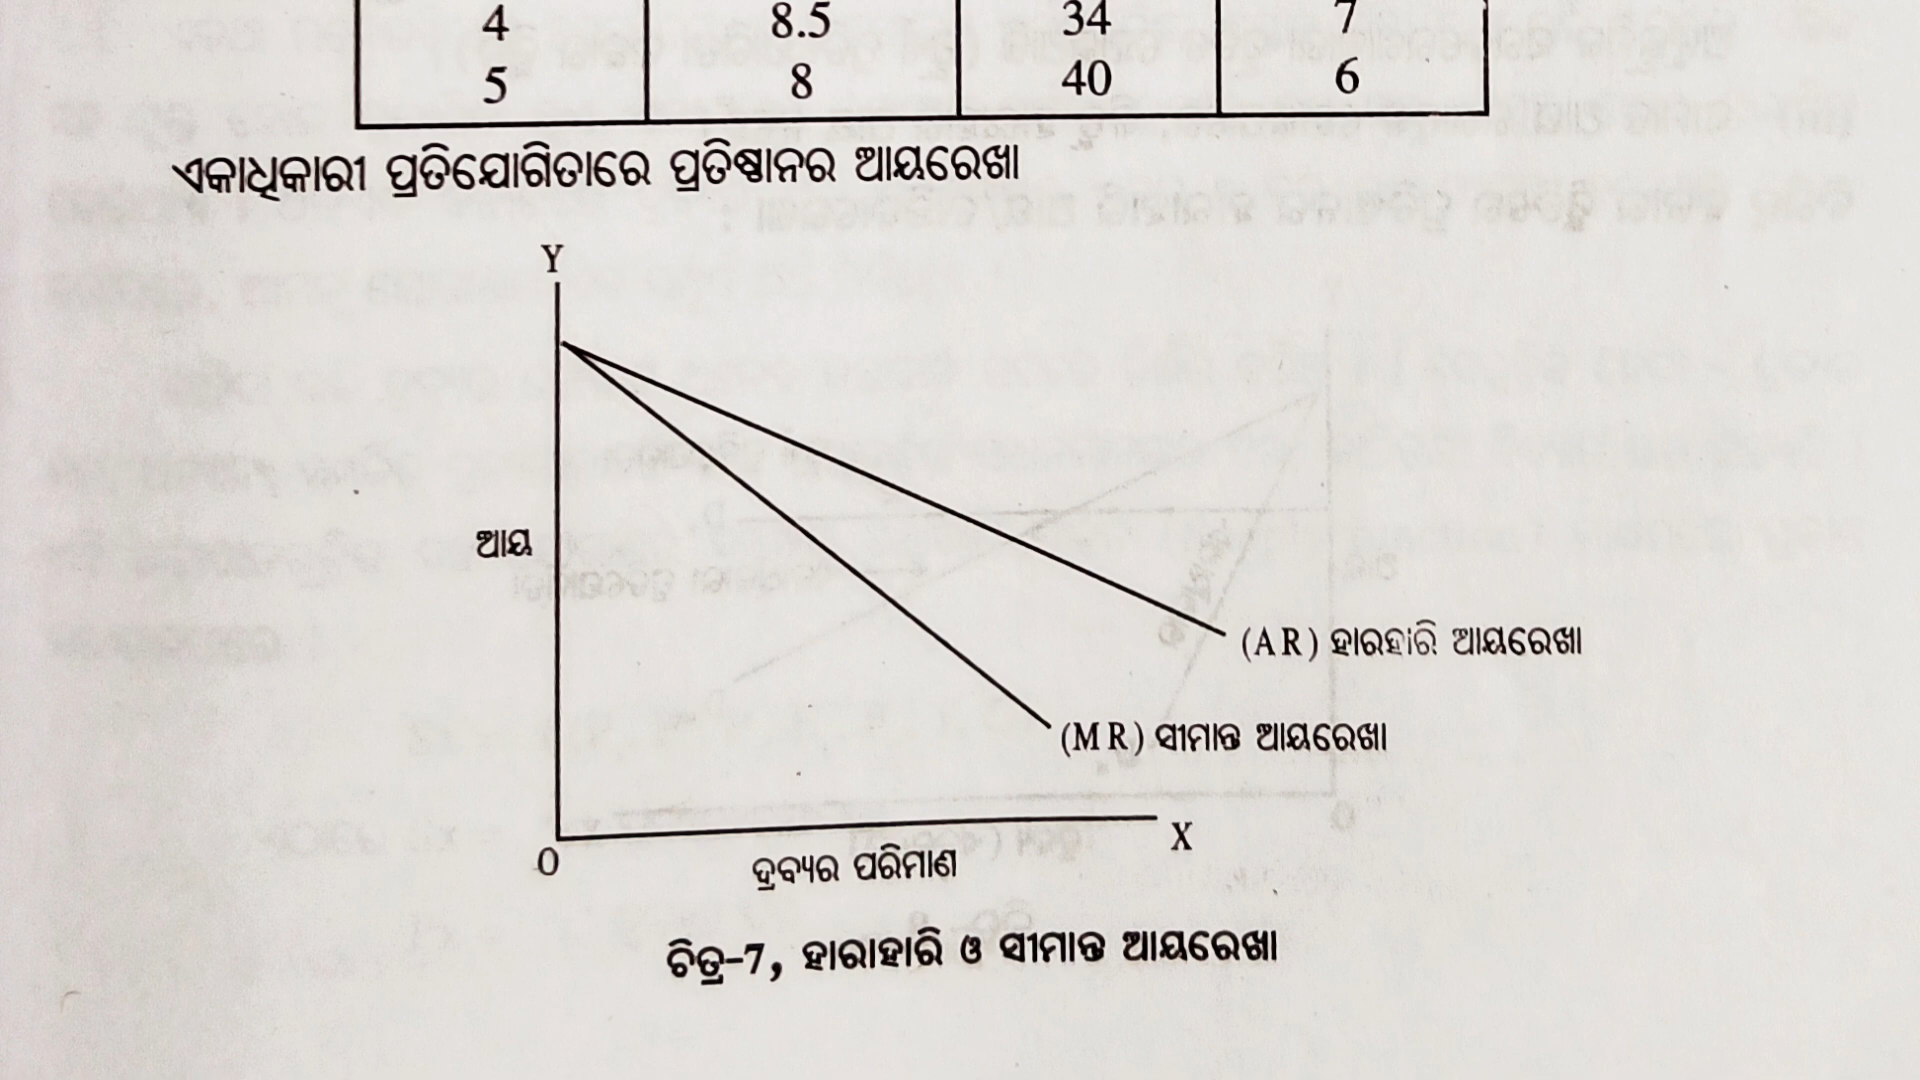 4 8.5 34 7
5 8 40 6
ଏକାଧିକାରୀ ପ୍ରତିଯୋଗିତାରେ ପ୍ରତିଷ୍ଠାନର ଆୟରେଖା
Y
ଆୟ
(AR) ହାରହାରି ଆୟରେଖା
(MR) ସୀମାନ୍ତ ଆୟରେଖା
X
O
ଦ୍ରବ୍ୟର ପରିମାଣ
ଚିତ୍ର-7, ହାରାହାରି ଓ ସୀମାନ୍ତ ଆୟରେଖା